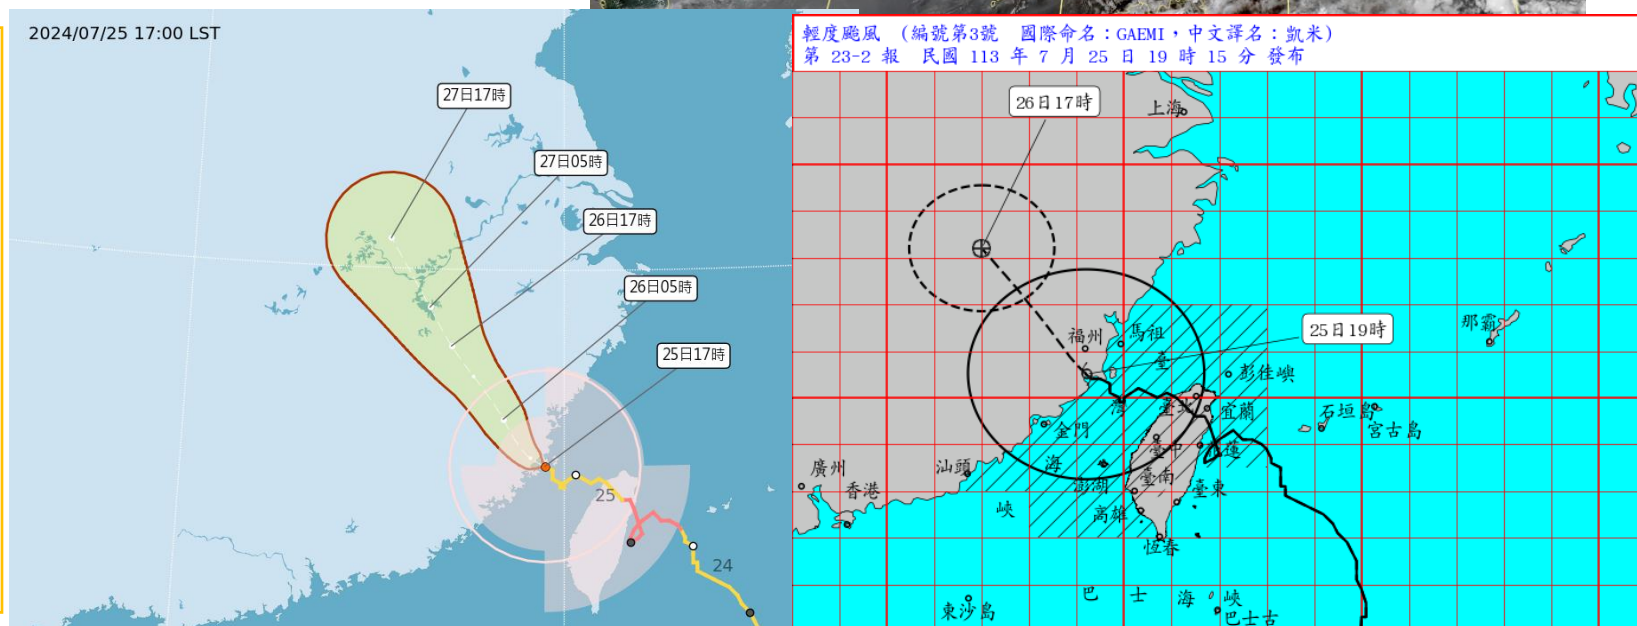 2024/07/25 17:00 LST
27日17時
27日05時
26日17時
26日05時
25日17時
25
24
輕度颱風 (編號第3號 國際命名:GAEMI,中文譯名:凱米)
第 23-2 報 民國 113 年 7 月 25 日 19 時 15 分 發布
26日17時
上海
25日19時
那霸
福州
馬祖
臺
彭佳嶼
灣
臺北
宜蘭
石垣島
宮古島
金門
臺中
蓮
海
廣州
汕頭
澎湖
臺南
臺東
香港
峽
高雄
恆春
巴 士 海 峽
東沙島
巴士古